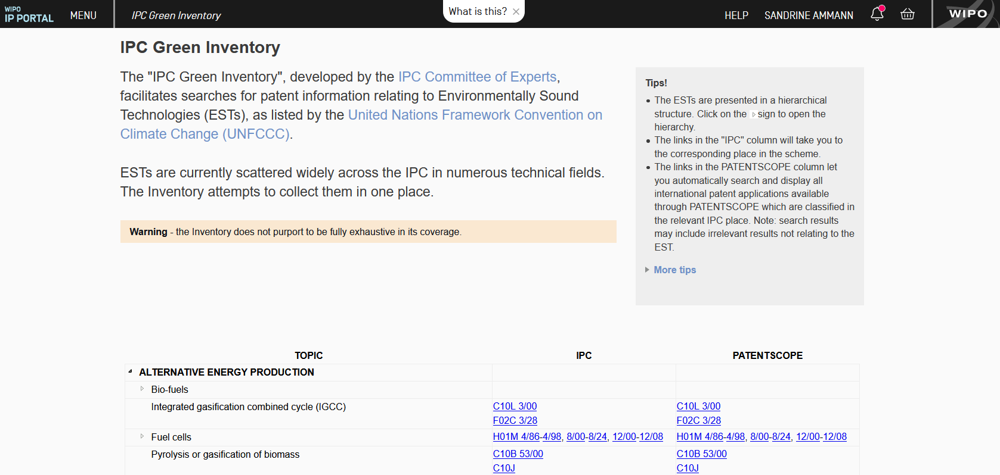 WIPO
IP PORTAL
MENU
IPC Green Inventory
What is this?
HELP
SANDRINE AMMANN
WIPO
IPC Green Inventory
The "IPC Green Inventory", developed by the IPC Committee of Experts,
facilitates searches for patent information relating to Environmentally Sound
Technologies (ESTs), as listed by the United Nations Framework Convention on
Climate Change (UNFCCC).
ESTs are currently scattered widely across the IPC in numerous technical fields.
The Inventory attempts to collect them in one place.
Warning - the Inventory does not purport to be fully exhaustive in its coverage.
Tips!
The ESTs are presented in a hierarchical
structure. Click on the sign to open the
hierarchy.
The links in the "IPC" column will take you to
the corresponding place in the scheme.
The links in the PATENTSCOPE column let
you automatically search and display all
international patent applications available
through PATENTSCOPE which are classified in
the relevant IPC place. Note: search results
may include irrelevant results not relating to the
EST.
More tips
TOPIC IPC PATENTSCOPE
ALTERNATIVE ENERGY PRODUCTION
Bio-fuels
Integrated gasification combined cycle (IGCC) C10L 3/00 C10L 3/00
F02C 3/28 F02C 3/28
Fuel cells H01M 4/86-4/98, 8/00-8/24, 12/00-12/08 H01M 4/86-4/98, 8/00-8/24, 12/00-12/08
Pyrolysis or gasification of biomass C10B 53/00 C10B 53/00
C10J C10J